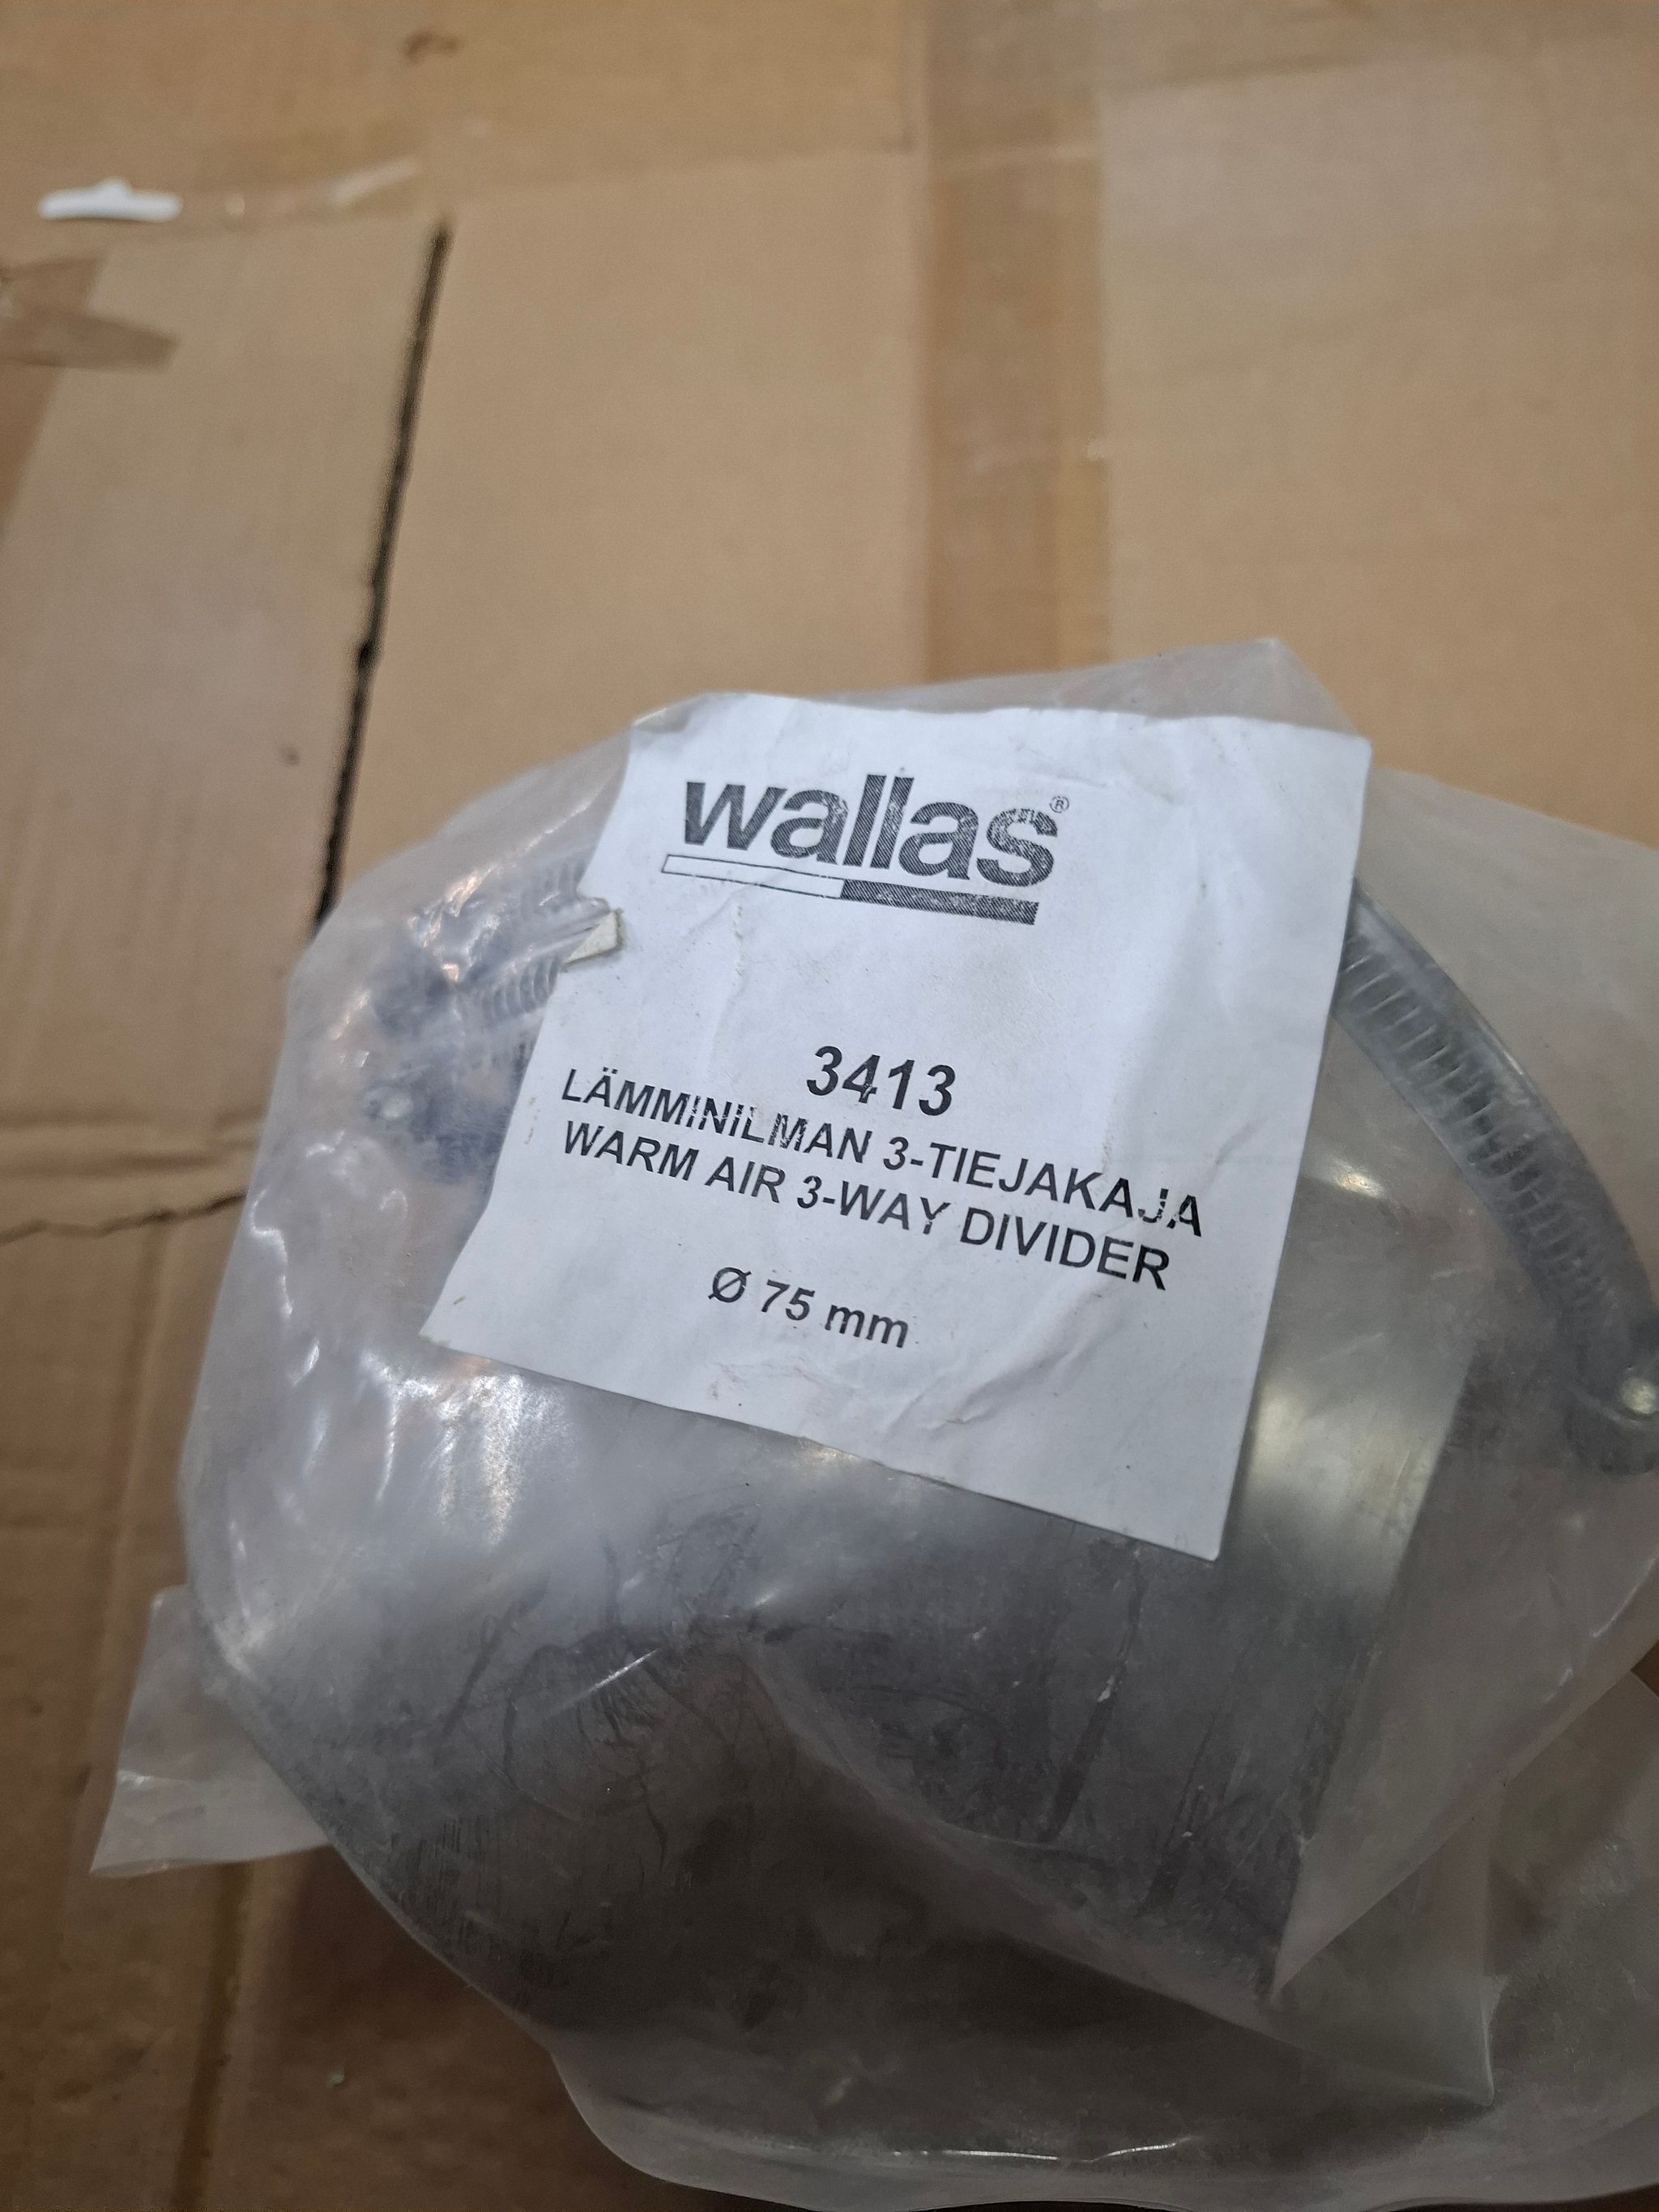 wallas®
3413
LÄMMINILMAN 3-TIEJAKAJA
WARM AIR 3-WAY DIVIDER
Ø 75 mm